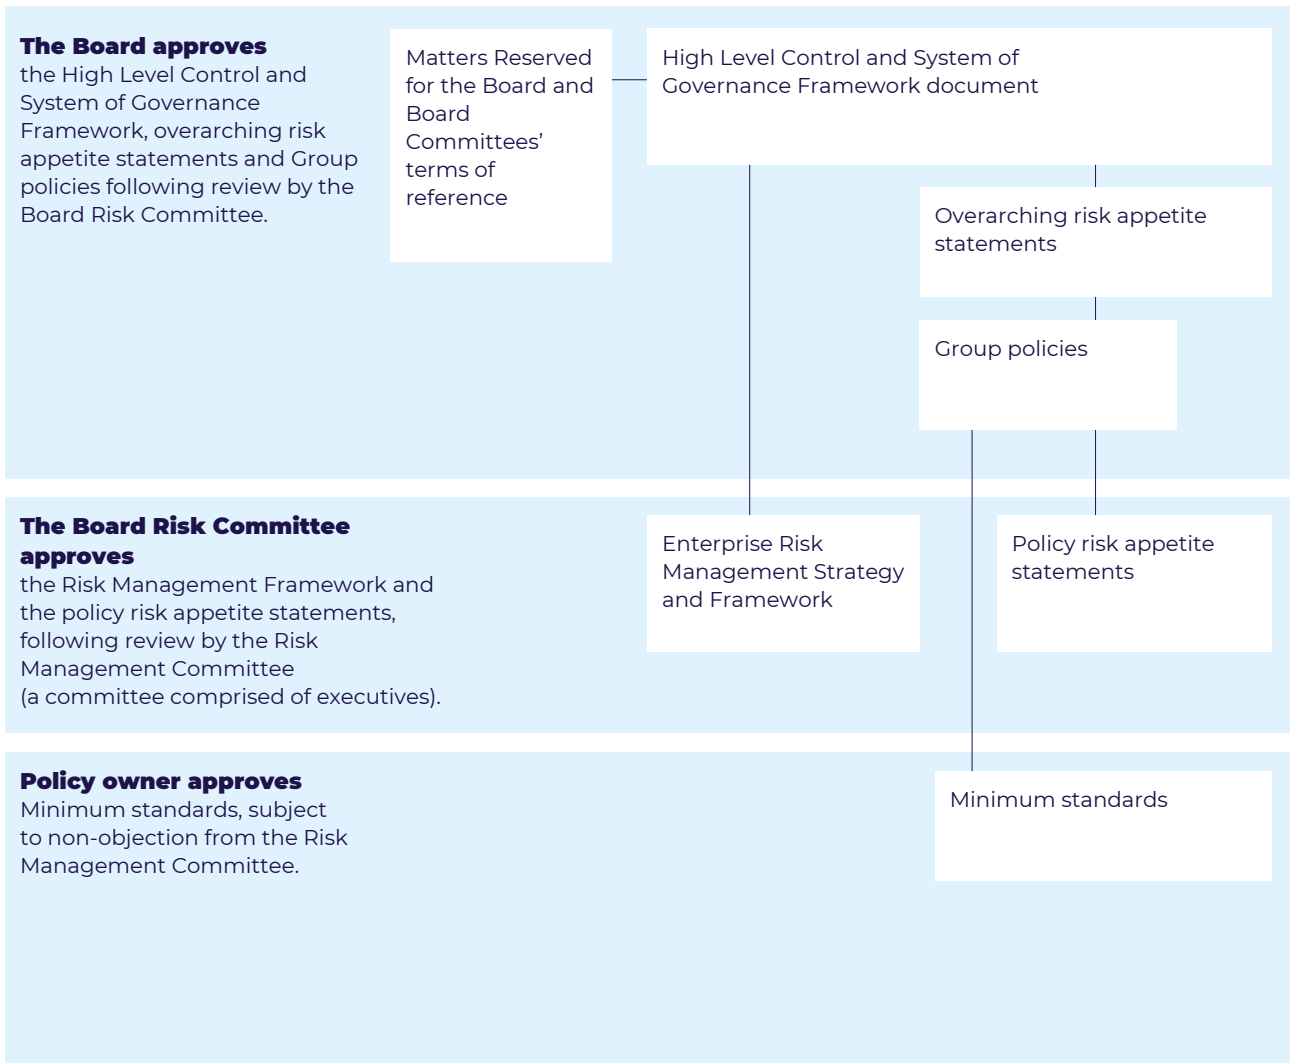 The Board approves
the High Level Control and
System of Governance
Framework, overarching risk
appetite statements and Group
policies following review by the
Board Risk Committee.
Matters Reserved
for the Board and
Board
Committees’
terms of
reference
High Level Control and System of
Governance Framework document
Overarching risk appetite
statements
Group policies
The Board Risk Committee
approves
the Risk Management Framework and
the policy risk appetite statements,
following review by the Risk
Management Committee
(a committee comprised of executives).
Enterprise Risk
Management Strategy
and Framework
Policy risk appetite
statements
Policy owner approves
Minimum standards, subject
to non-objection from the Risk
Management Committee.
Minimum standards